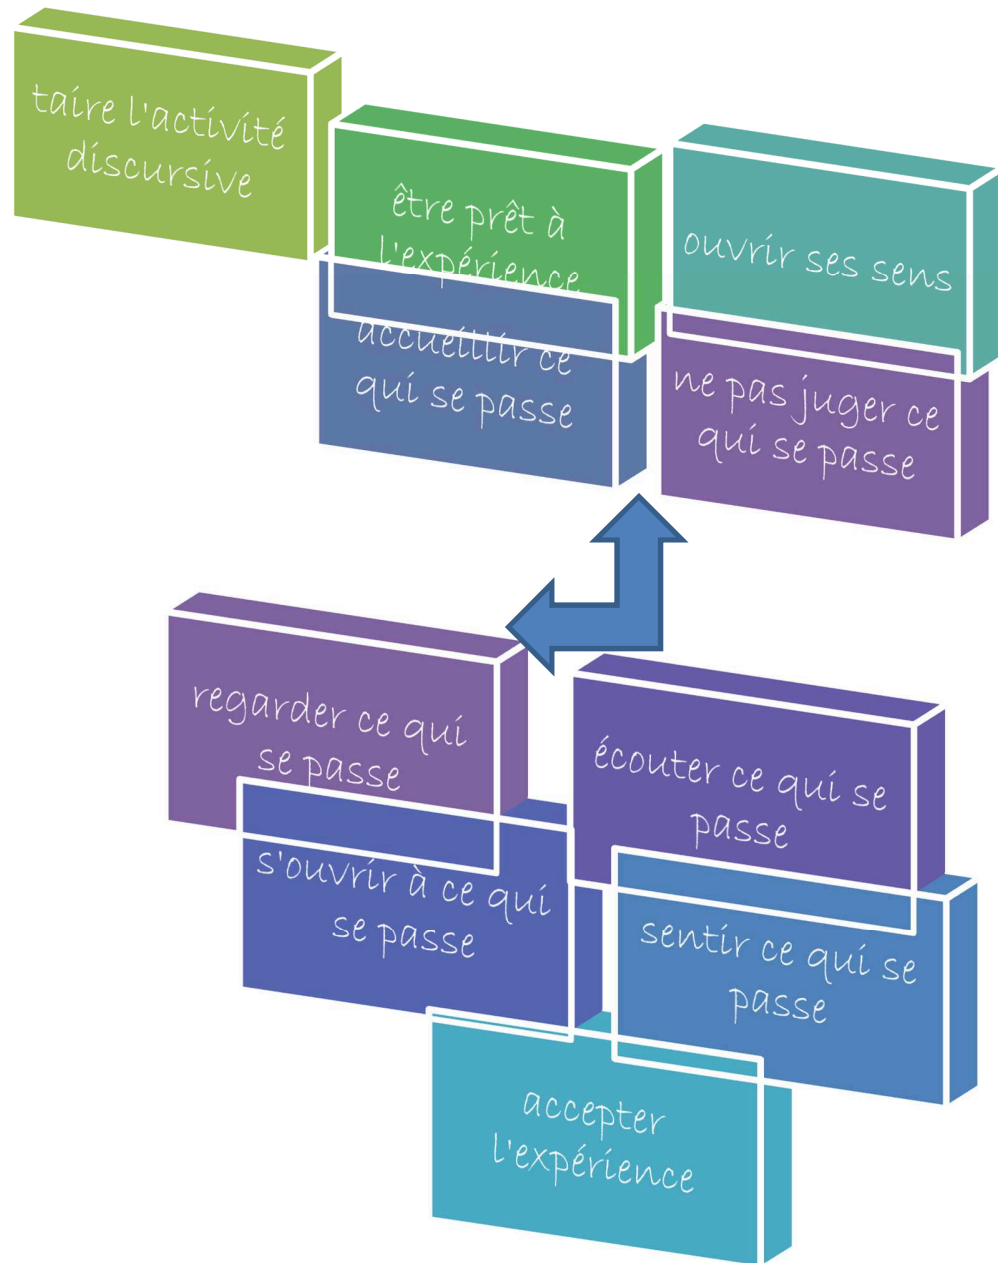 taire l'activité
discursive
être prêt à
l'expérience
ouvrir ses sens
accueillir ce
qui se passe
ne pas juger ce
qui se passe
regarder ce qui
se passe
écouter ce qui se
passe
s'ouvrir à ce qui
se passe
sentir ce qui se
passe
accepter
l'expérience